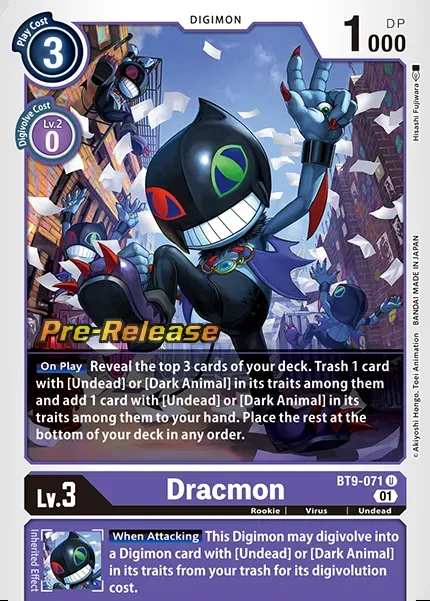 Play Cost
3
DIGIMON
DP
1000
Digivolve Cost
Lv.2
0
Hisashi Fujiwara
© Akiyoshi Hongo, Toei Animation BANDAI MADE IN JAPAN
Pre-Release
On Play Reveal the top 3 cards of your deck. Trash 1 card
with [Undead] or [Dark Animal] in its traits among them
and add 1 card with [Undead] or [Dark Animal] in its
traits among them to your hand. Place the rest at the
bottom of your deck in any order.
Lv.3
Dracmon
BT9-071 U
01
Rookie | Virus | Undead
Inherited Effect
When Attacking This Digimon may digivolve into
a Digimon card with [Undead] or [Dark Animal]
in its traits from your trash for its digivolution
cost.